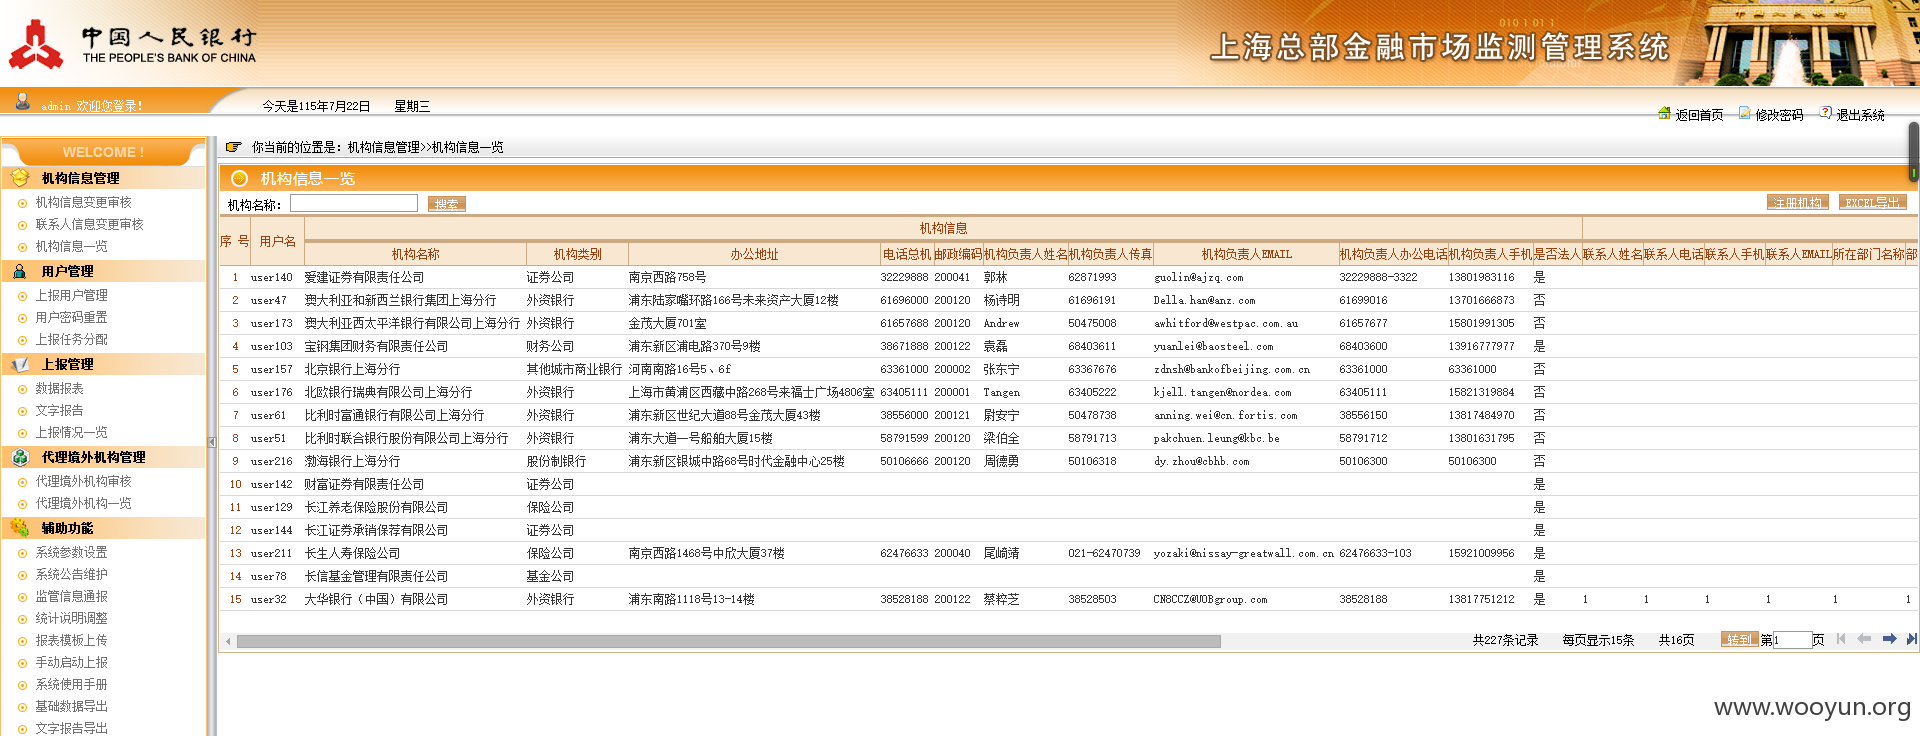 中国人民银行
THE PEOPLE'S BANK OF CHINA
010 1 01 1
上海总部金融市场监测管理系统
admin 欢迎您登录!
今天是115年7月22日 星期三
返回首页 修改密码 退出系统
WELCOME !
机构信息管理
机构信息变更审核
联系人信息变更审核
机构信息一览
用户管理
上报用户管理
用户密码重置
上报任务分配
上报管理
数据报表
文字报告
上报情况一览
代理境外机构管理
代理境外机构审核
代理境外机构一览
辅助功能
系统参数设置
系统公告维护
监管信息通报
统计说明调整
报表模板上传
手动启动上报
系统使用手册
基础数据导出
文字报告导出
你当前的位置是：机构信息管理>>机构信息一览
机构信息一览
机构名称： 搜索 注册机构 EXCEL导出
序 号 用户名 机构信息
机构名称 机构类别 办公地址 电话总机 邮政编码 机构负责人姓名 机构负责人传真 机构负责人EMAIL 机构负责人办公电话 机构负责人手机 是否法人 联系人姓名 联系人电话 联系人手机 联系人EMAIL 所在部门名称 部
1 user140 爱建证券有限责任公司 证券公司 南京西路758号 32229888 200041 郭林 62871993 guolin@ajzq.com 32229888-3322 13801983116 是
2 user47 澳大利亚和新西兰银行集团上海分行 外资银行 浦东陆家嘴环路166号未来资产大厦12楼 61696000 200120 杨诗明 61696191 Della.han@anz.com 61699016 13701666873 否
3 user173 澳大利亚西太平洋银行有限公司上海分行 外资银行 金茂大厦701室 61657688 200120 Andrew 50475008 awhitford@westpac.com.au 61657677 15801991305 否
4 user103 宝钢集团财务有限责任公司 财务公司 浦东新区浦电路370号9楼 38671888 200122 袁磊 68403611 yuanlei@baosteel.com 68403600 13916777977 是
5 user157 北京银行上海分行 其他城市商业银行 河南南路16号5、6f 63361000 200002 张东宁 63367676 zdnsh@bankofbeijing.com.cn 63361000 63361000 否
6 user176 北欧银行瑞典有限公司上海分行 外资银行 上海市黄浦区西藏中路268号来福士广场4806室 63405111 200001 Tangen 63405222 kjell.tangen@nordea.com 63405111 15821319884 否
7 user61 比利时富通银行有限公司上海分行 外资银行 浦东新区世纪大道88号金茂大厦43楼 38556000 200121 尉安宁 50478738 anning.wei@cn.fortis.com 38556150 13817484970 否
8 user51 比利时联合银行股份有限公司上海分行 外资银行 浦东大道一号船舶大厦15楼 58791599 200120 梁伯全 58791713 pakchuen.leung@kbc.be 58791712 13801631795 否
9 user216 渤海银行上海分行 股份制银行 浦东新区银城中路68号时代金融中心25楼 50106666 200120 周德勇 50106318 dy.zhou@cbhb.com 50106300 50106300 否
10 user142 财富证券有限责任公司 证券公司 是
11 user129 长江养老保险股份有限公司 保险公司 是
12 user144 长江证券承销保荐有限公司 证券公司 是
13 user211 长生人寿保险公司 保险公司 南京西路1468号中欣大厦37楼 62476633 200040 尾崎靖 021-62470739 yozaki@nissay-greatwall.com.cn 62476633-103 15921009956 是
14 user78 长信基金管理有限责任公司 基金公司 是
15 user32 大华银行（中国）有限公司 外资银行 浦东南路1118号13-14楼 38528188 200122 蔡粹芝 38528503 CN8CCZ@UOBgroup.com 38528188 13817751212 是 1 1 1 1 1 1
共227条记录 每页显示15条 共16页 转到 第1页
www.wooyun.org